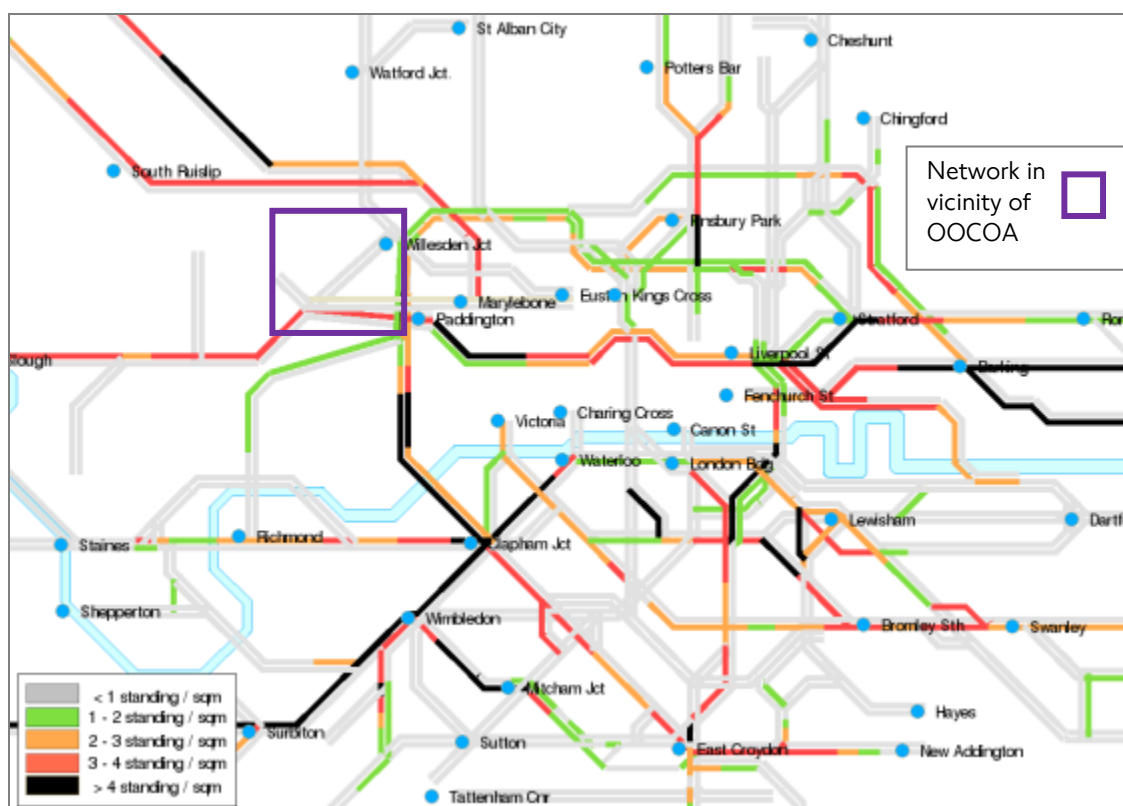 St Alban City
Cheshunt
Watford Jct.
Potters Bar
Chingford
South Ruislip
Network in
vicinity of
OOCOA
Finsbury Park
Willesden Jct
Marylebone
Euston
Kings Cross
Paddington
Stratford
Liverpool St
Barking
Fenchurch St
Victoria
Charing Cross
Canon St
Waterloo
Lewisham
Richmond
Clapham Jct
Staines
Shepperton
Wimbledon
Bromley Sth
Swanley
Mitcham Jct
Hayes
Surbiton
Sutton
East Croydon
New Addington
Tattenham Cnr
< 1 standing / sqm
1 - 2 standing / sqm
2 - 3 standing / sqm
3 - 4 standing / sqm
> 4 standing / sqm